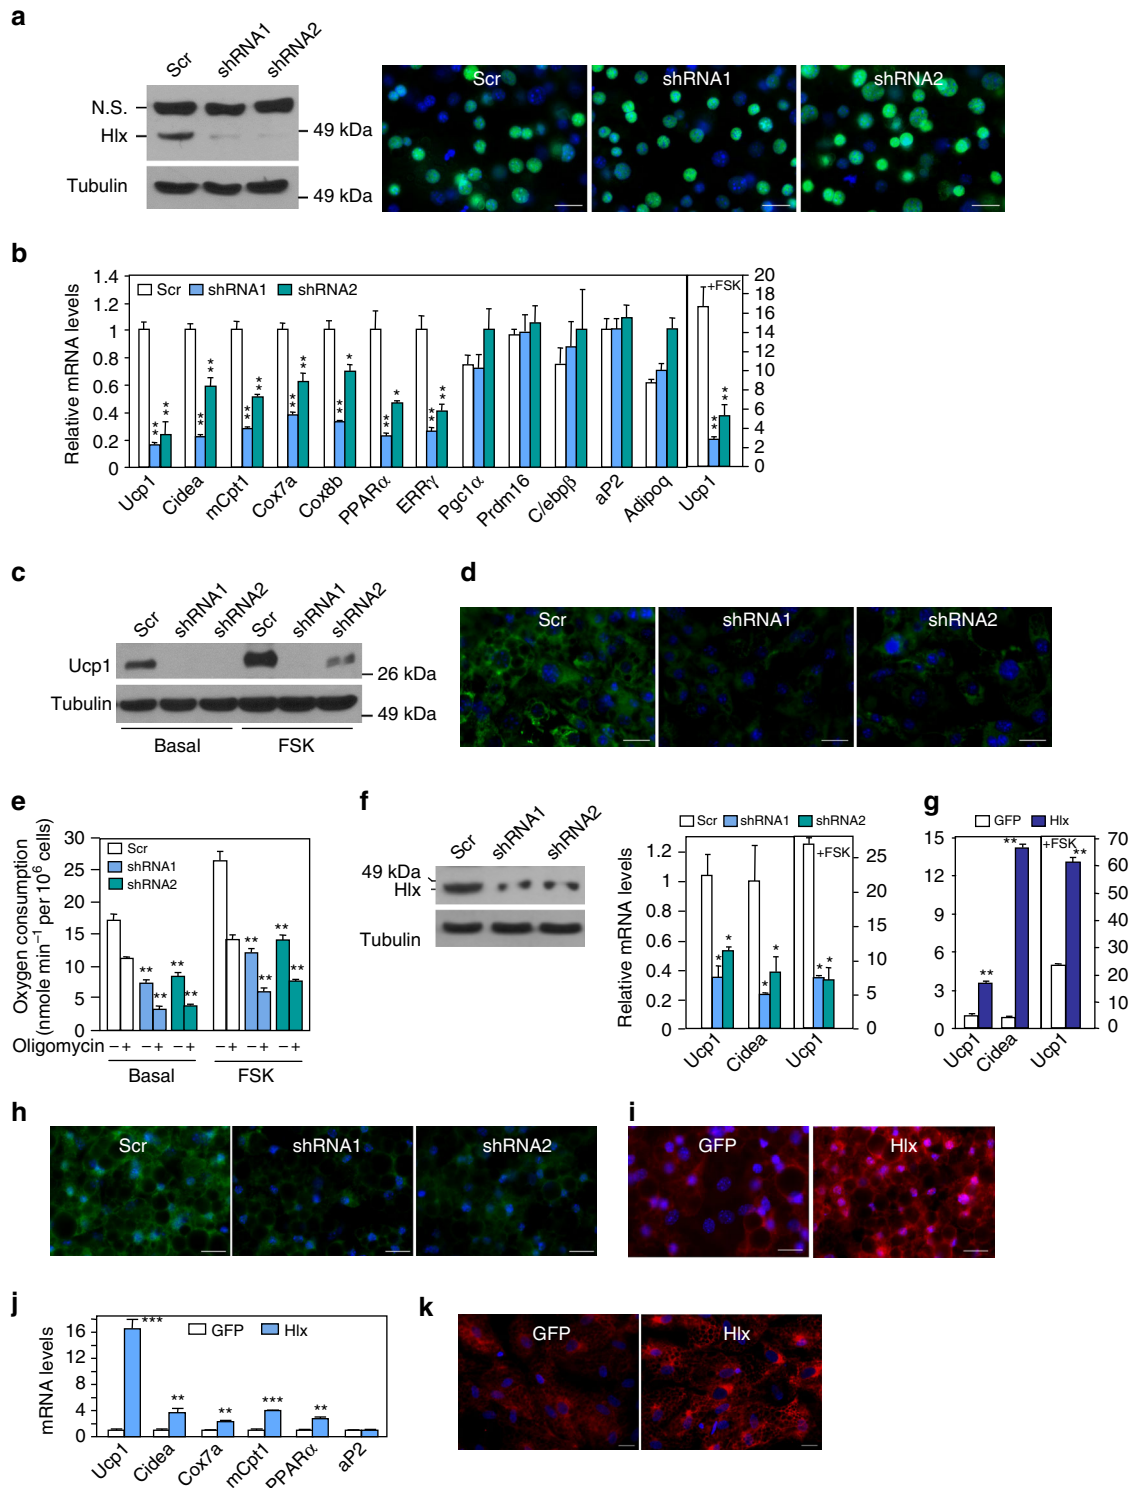 a
Scr shRNA1 shRNA2
N.S.
Hlx
49 kDa
Tubulin
49 kDa
Scr shRNA1 shRNA2
b
Relative mRNA levels
1.4
1.2
1
0.8
0.6
0.4
0.2
0
Scr shRNA1 shRNA2
** ** ** ** ** ** ** ** ** * ** * ** **
Ucp1 Cidea mCpt1 Cox7a Cox8b PPARα ERRγ Pgc1α Prdm16 C/ebpβ aP2 Adipoq
+FSK
20
18
16
14
12
10
8
6
4
2
0
** **
Ucp1
c
Scr shRNA1 shRNA2 Scr shRNA1 shRNA2
Ucp1
26 kDa
Tubulin
49 kDa
Basal FSK
d
Scr shRNA1 shRNA2
e
Oxygen consumption
(nmole min⁻¹ per 10⁶ cells)
30
25
20
15
10
5
0
Scr
shRNA1
shRNA2
** ** ** ** ** ** ** **
Oligomycin − + − + − + − + − + − +
Basal FSK
f
Scr shRNA1 shRNA2
49 kDa
Hlx
Tubulin
Scr shRNA1 shRNA2
Relative mRNA levels
1.2
1
0.8
0.6
0.4
0.2
0
+FSK
25
20
15
10
5
0
* * * * * *
Ucp1 Cidea Ucp1
g
GFP Hlx
15
12
9
6
3
0
+FSK
70
60
50
40
30
20
10
0
** ** **
Ucp1 Cidea Ucp1
h
Scr shRNA1 shRNA2
i
GFP Hlx
j
mRNA levels
16
12
8
4
0
GFP Hlx
*** ** ** *** **
Ucp1 Cidea Cox7a mCpt1 PPARα aP2
k
GFP Hlx